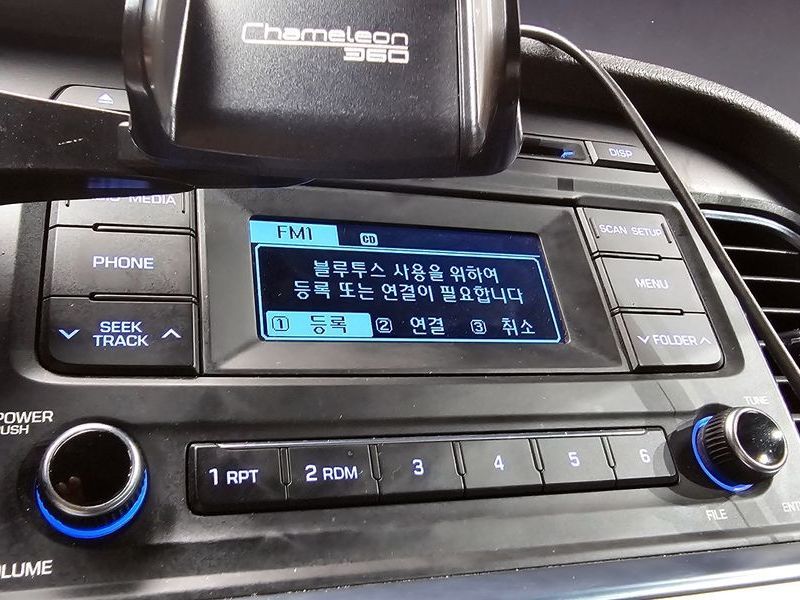 Chameleon
360
DISP
MEDIA
SCAN SETUP
FM1
CD
PHONE
MENU
블루투스 사용을 위하여
등록 또는 연결이 필요합니다
1 등록 2 연결 3 취소
SEEK
TRACK
FOLDER
POWER
PUSH
TUNE
1 RPT 2 RDM 3 4 5 6
FILE
VOLUME